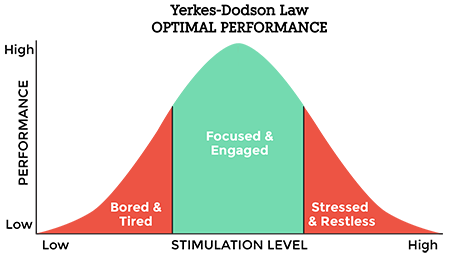 Yerkes-Dodson Law
OPTIMAL PERFORMANCE
High
PERFORMANCE
Focused &
Engaged
Bored &
Tired
Stressed
& Restless
Low
Low
STIMULATION LEVEL
High